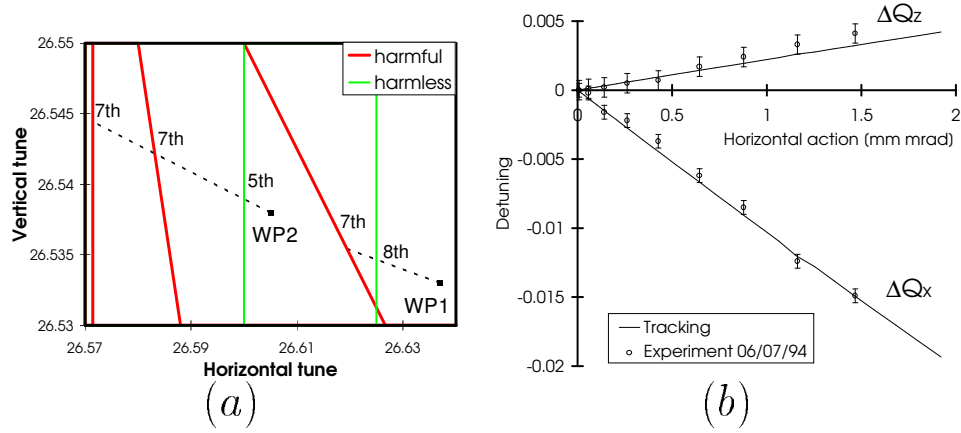 26.55
26.545
26.54
26.535
26.53
Vertical tune
harmful
harmless
7th
7th
5th
WP2
7th
8th
WP1
26.57
26.59
26.61
26.63
Horizontal tune
(a)
0.005
0
-0.005
-0.01
-0.015
-0.02
Detuning
ΔQz
0
0.5
1
1.5
2
Horizontal action (mm mrad)
ΔQx
Tracking
Experiment 06/07/94
(b)